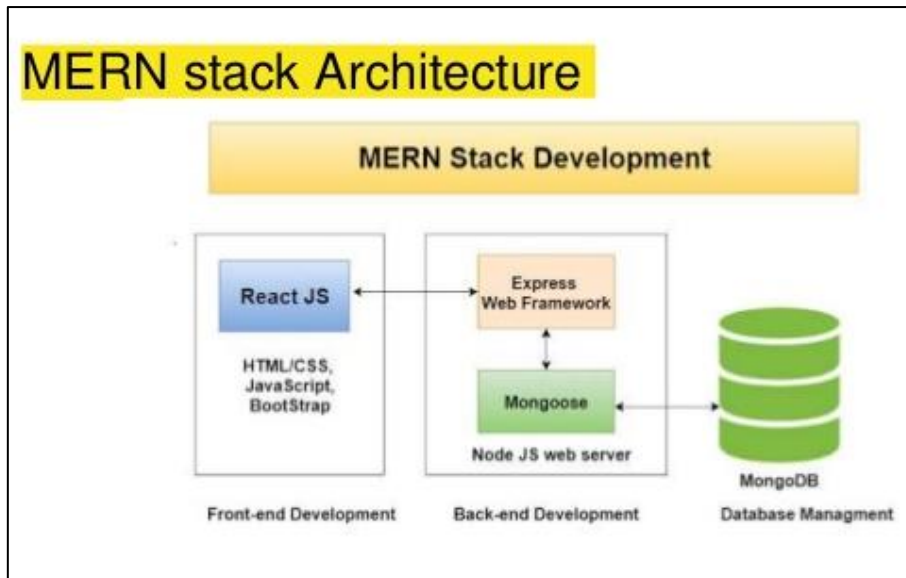 MERN stack Architecture
MERN Stack Development
React JS
HTML/CSS,
JavaScript,
BootStrap
Front-end Development
Express
Web Framework
Mongoose
Node JS web server
Back-end Development
MongoDB
Database Managment